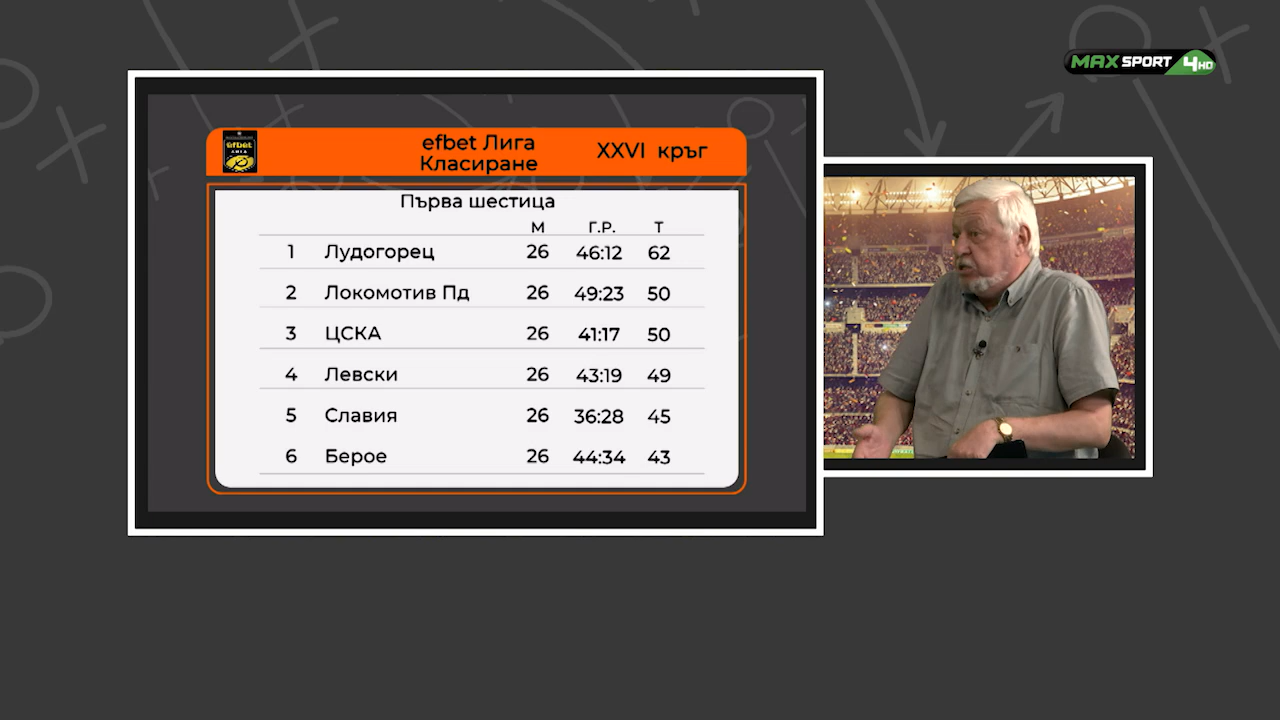 MAX SPORT 4HD
efbet Лига
Класиране
XXVI кръг
efbet
ЛИГА
Първа шестица
М Г.Р. Т
1 Лудогорец 26 46:12 62
2 Локомотив Пд 26 49:23 50
3 ЦСКА 26 41:17 50
4 Левски 26 43:19 49
5 Славия 26 36:28 45
6 Берое 26 44:34 43